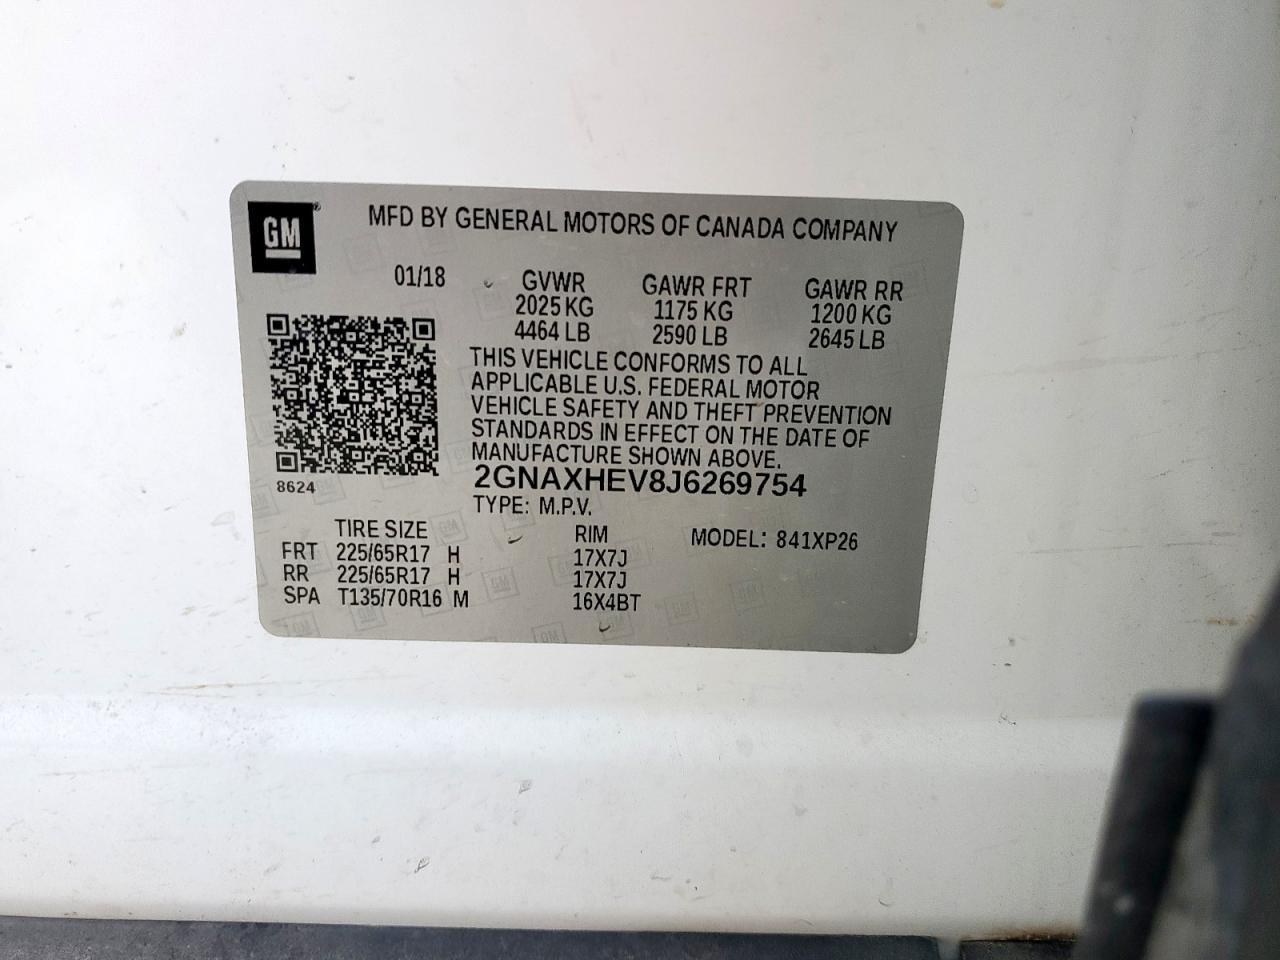 GM ®
MFD BY GENERAL MOTORS OF CANADA COMPANY
01/18 GVWR GAWR FRT GAWR RR
2025 KG 1175 KG 1200 KG
4464 LB 2590 LB 2645 LB
THIS VEHICLE CONFORMS TO ALL
APPLICABLE U.S. FEDERAL MOTOR
VEHICLE SAFETY AND THEFT PREVENTION
STANDARDS IN EFFECT ON THE DATE OF
MANUFACTURE SHOWN ABOVE.
8624
2GNAXHEV8J6269754
TYPE: M.P.V.
TIRE SIZE RIM MODEL: 841XP26
FRT 225/65R17 H 17X7J
RR 225/65R17 H 17X7J
SPA T135/70R16 M 16X4BT